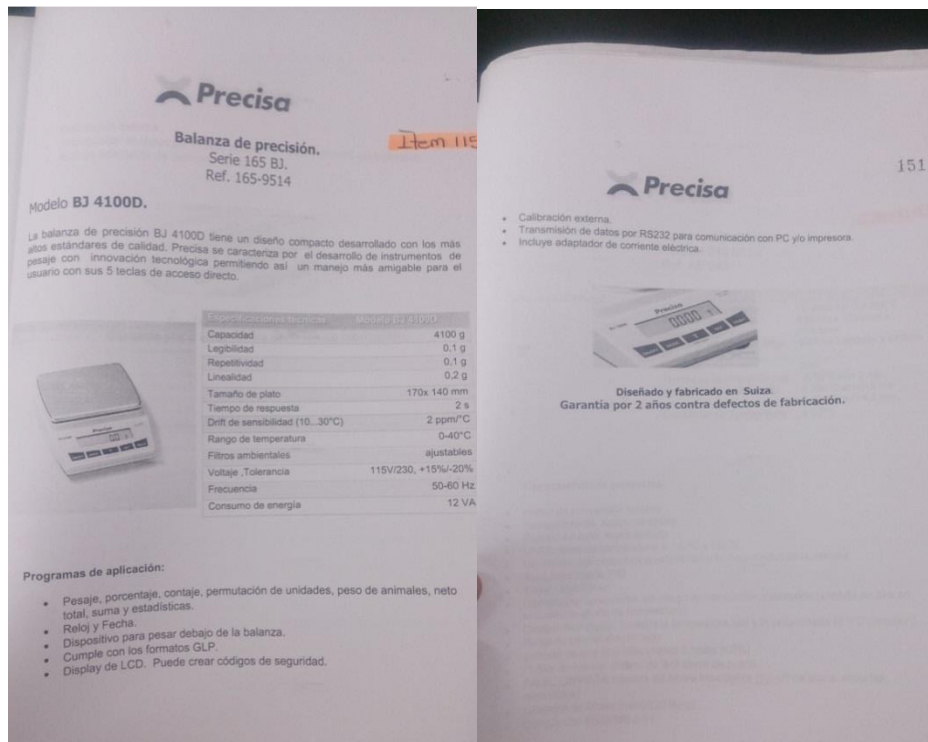 Precisa
Balanza de precisión.
Item 115
Serie 165 BJ.
Ref. 165-9514
Modelo BJ 4100D.
La balanza de precisión BJ 4100D tiene un diseño compacto desarrollado con los más
altos estándares de calidad. Precisa se caracteriza por el desarrollo de instrumentos de
pesaje con innovación tecnológica permitiendo así un manejo más amigable para el
usuario con sus 5 teclas de acceso directo.
Especificaciones técnicas Modelo BJ 4100D.
Capacidad 4100 g
Legibilidad 0,1 g
Repetitividad 0.1 g
Linealidad 0,2 g
Tamaño de plato 170x 140 mm
Tiempo de respuesta 2 s
Drift de sensibilidad (10...30°C) 2 ppm/°C
Rango de temperatura 0-40°C
Filtros ambientales ajustables
Voltaje ,Tolerancia 115V/230, +15%/-20%
Frecuencia 50-60 Hz
Consumo de energía 12 VA
Precisa
Programas de aplicación:
• Pesaje, porcentaje, contaje, permutación de unidades, peso de animales, neto
total, suma y estadísticas.
• Reloj y Fecha.
• Dispositivo para pesar debajo de la balanza.
• Cumple con los formatos GLP.
• Display de LCD. Puede crear códigos de seguridad.
151
Precisa
• Calibración externa.
• Transmisión de datos por RS232 para comunicación con PC y/o impresora.
• Incluye adaptador de corriente eléctrica.
Precisa
Diseñado y fabricado en Suiza.
Garantía por 2 años contra defectos de fabricación.